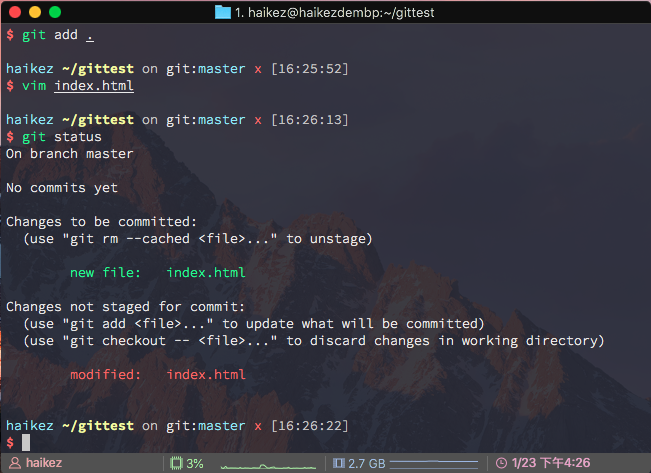 1. haikez@haikezdembp:~/gittest
$ git add .
haikez ~/gittest on git:master x [16:25:52]
$ vim index.html
haikez ~/gittest on git:master x [16:26:13]
$ git status
On branch master
No commits yet
Changes to be committed:
(use "git rm --cached <file>..." to unstage)
new file: index.html
Changes not staged for commit:
(use "git add <file>..." to update what will be committed)
(use "git checkout -- <file>..." to discard changes in working directory)
modified: index.html
haikez ~/gittest on git:master x [16:26:22]
$
haikez 3% 2.7 GB 1/23 下午4:26